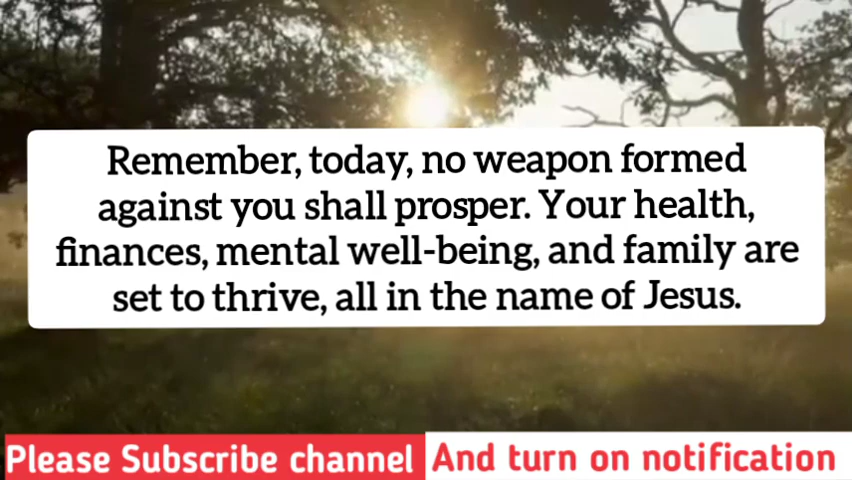 Remember, today, no weapon formed
against you shall prosper. Your health,
finances, mental well-being, and family are
set to thrive, all in the name of Jesus.
Please Subscribe channel And turn on notification